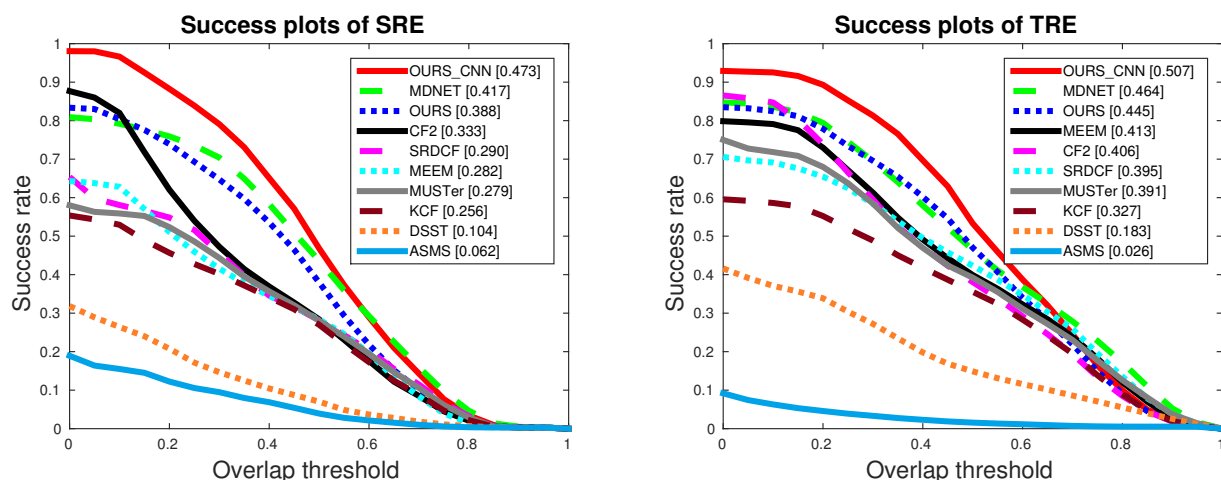 Success plots of SRE
1
0.9
0.8
0.7
0.6
0.5
0.4
0.3
0.2
0.1
0
Success rate
OURS_CNN [0.473]
MDNET [0.417]
OURS [0.388]
CF2 [0.333]
SRDCF [0.290]
MEEM [0.282]
MUSTer [0.279]
KCF [0.256]
DSST [0.104]
ASMS [0.062]
0 0.2 0.4 0.6 0.8 1
Overlap threshold
Success plots of TRE
1
0.9
0.8
0.7
0.6
0.5
0.4
0.3
0.2
0.1
0
Success rate
OURS_CNN [0.507]
MDNET [0.464]
OURS [0.445]
MEEM [0.413]
CF2 [0.406]
SRDCF [0.395]
MUSTer [0.391]
KCF [0.327]
DSST [0.183]
ASMS [0.026]
0 0.2 0.4 0.6 0.8 1
Overlap threshold